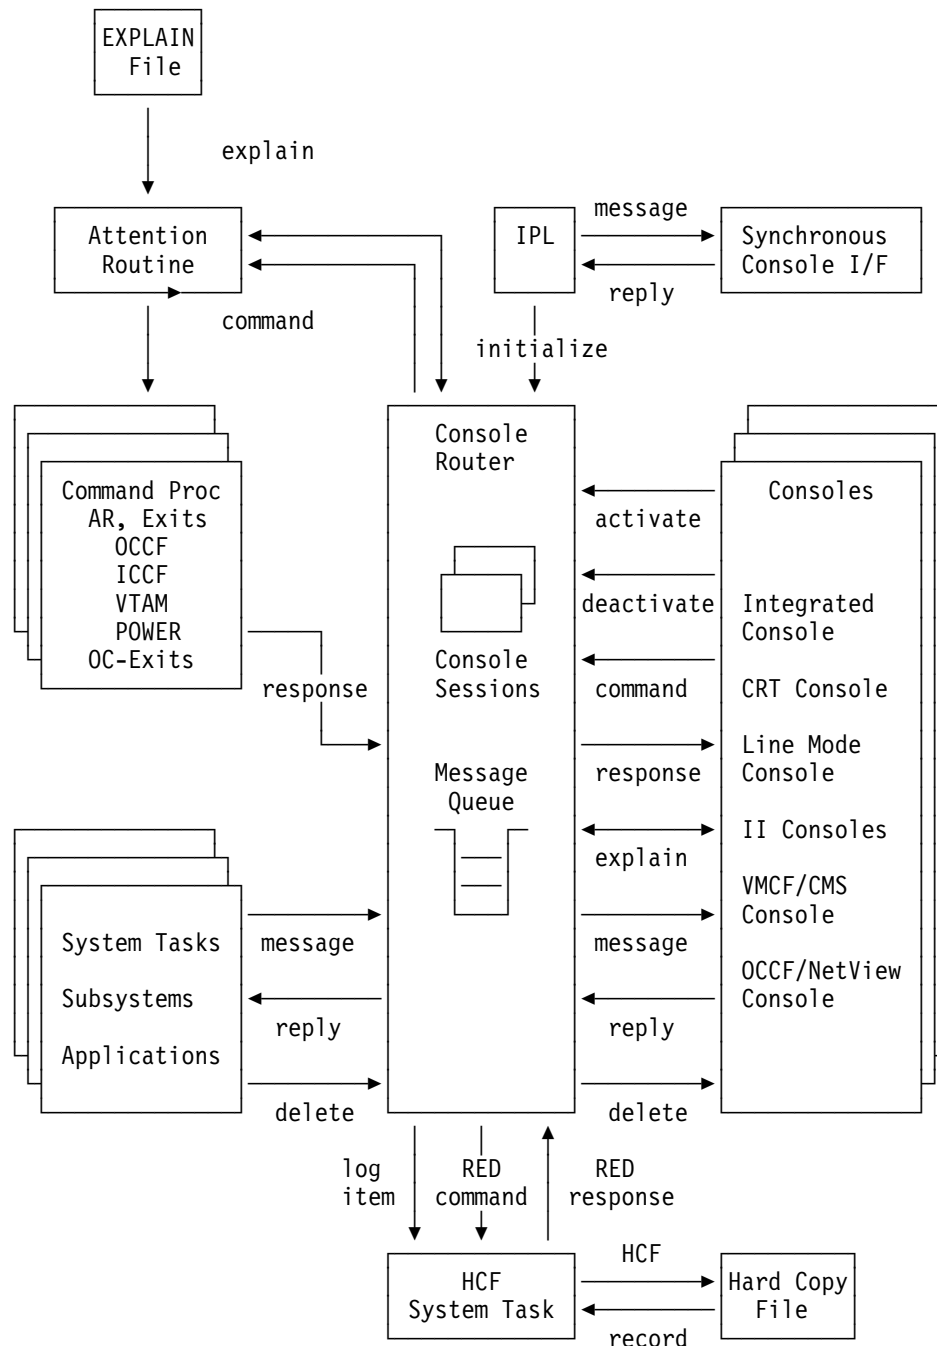 EXPLAIN
File
explain
Attention
Routine
command
IPL
message
reply
Synchronous
Console I/F
initialize
Command Proc
AR, Exits
OCCF
ICCF
VTAM
POWER
OC-Exits
response
Console
Router
Console
Sessions
Message
Queue
activate
deactivate
command
response
explain
message
reply
delete
Consoles
Integrated
Console
CRT Console
Line Mode
Console
II Consoles
VMCF/CMS
Console
OCCF/NetView
Console
System Tasks
Subsystems
Applications
message
reply
delete
log
item
RED
command
RED
response
HCF
System Task
HCF
record
Hard Copy
File